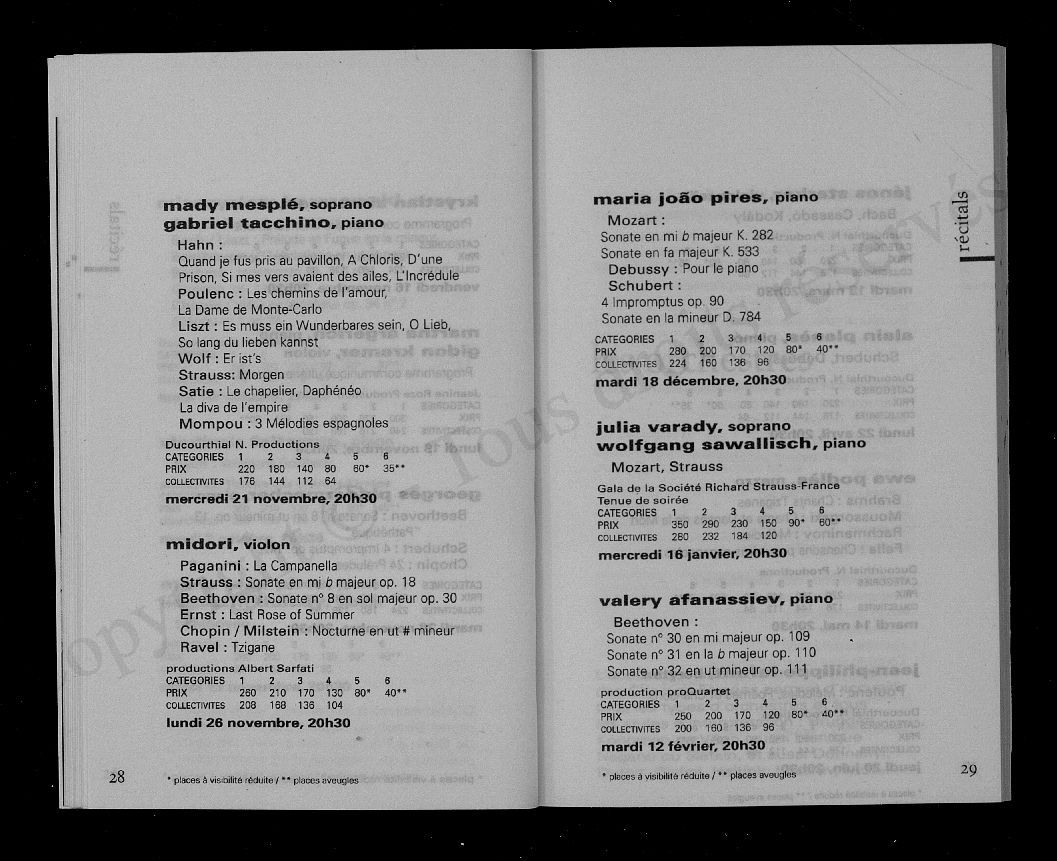 mady mesplé, soprano
gabriel tacchino, piano
Hahn :
Quand je fus pris au pavillon, A Chloris, D'une
Prison, Si mes vers avaient des ailes, L'Incrédule
Poulenc : Les chemins de l'amour,
La Dame de Monte-Carlo
Liszt : Es muss ein Wunderbares sein, O Lieb,
So lang du lieben kannst
Wolf : Er ist's
Strauss: Morgen
Satie : Le chapelier, Daphénéo
La diva de l'empire
Mompou : 3 Mélodies espagnoles
Ducourthial N. Productions
CATEGORIES 1 2 3 4 5 6
PRIX 220 180 140 80 60* 35**
COLLECTIVITES 176 144 112 64
mercredi 21 novembre, 20h30
midori, violon
Paganini : La Campanella
Strauss : Sonate en mi b majeur op. 18
Beethoven : Sonate n° 8 en sol majeur op. 30
Ernst : Last Rose of Summer
Chopin / Milstein : Nocturne en ut # mineur
Ravel : Tzigane
productions Albert Sarfati
CATEGORIES 1 2 3 4 5 6
PRIX 260 210 170 130 80* 40**
COLLECTIVITES 208 168 136 104
lundi 26 novembre, 20h30
28
* places à visibilité réduite / ** places aveugles
maria joão pires, piano
Mozart :
Sonate en mi b majeur K. 282
Sonate en fa majeur K. 533
Debussy : Pour le piano
Schubert :
4 Impromptus op. 90
Sonate en la mineur D. 784
CATEGORIES 1 2 3 4 5 6
PRIX 280 200 170 120 80* 40**
COLLECTIVITES 224 160 136 96
mardi 18 décembre, 20h30
julia varady, soprano
wolfgang sawallisch, piano
Mozart, Strauss
Gala de la Société Richard Strauss-France
Tenue de soirée
CATEGORIES 1 2 3 4 5 6
PRIX 350 290 230 150 90* 60**
COLLECTIVITES 280 232 184 120
mercredi 16 janvier, 20h30
valery afanassiev, piano
Beethoven :
Sonate n° 30 en mi majeur op. 109
Sonate n° 31 en la b majeur op. 110
Sonate n° 32 en ut mineur op. 111
production proQuartet
CATEGORIES 1 2 3 4 5 6
PRIX 250 200 170 120 80* 40**
COLLECTIVITES 200 160 136 96
mardi 12 février, 20h30
* places à visibilité réduite / ** places aveugles
29
récitals